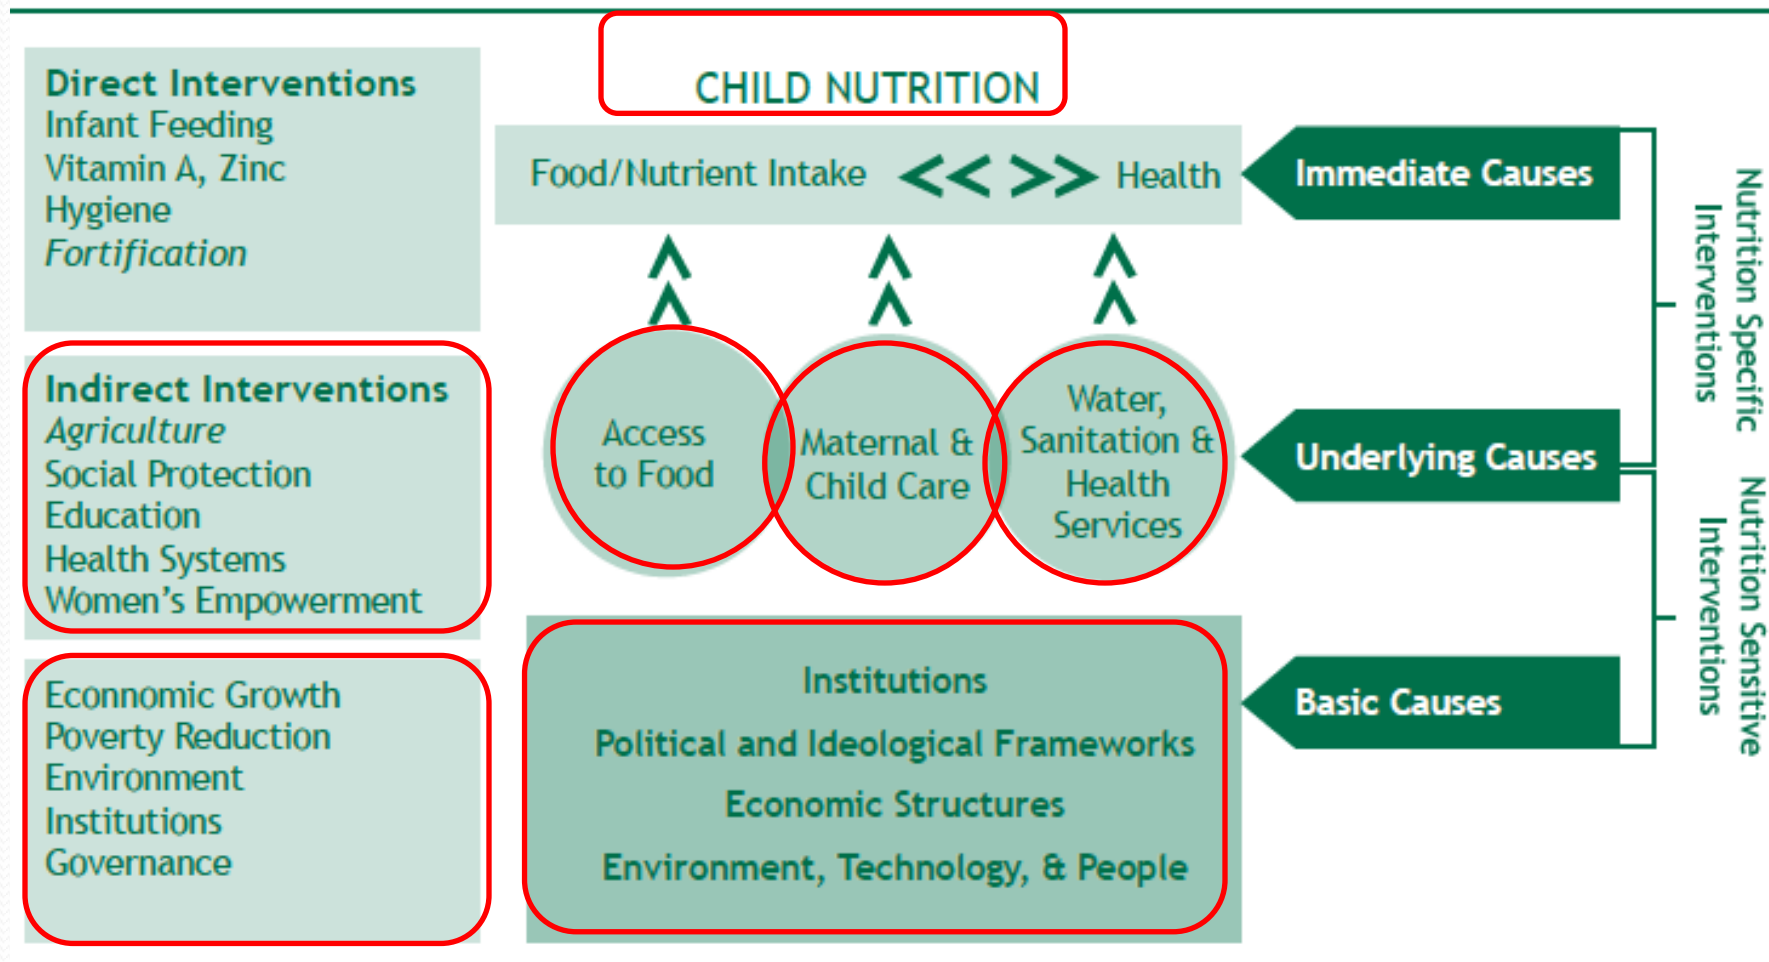 Direct Interventions
Infant Feeding
Vitamin A, Zinc
Hygiene
Fortification
Indirect Interventions
Agriculture
Social Protection
Education
Health Systems
Women’s Empowerment
Econnomic Growth
Poverty Reduction
Environment
Institutions
Governance
CHILD NUTRITION
Food/Nutrient Intake
Health
Access
to Food
Maternal &
Child Care
Water,
Sanitation &
Health
Services
Institutions
Political and Ideological Frameworks
Economic Structures
Environment, Technology, & People
Immediate Causes
Underlying Causes
Basic Causes
Nutrition Specific
Interventions
Nutrition Sensitive
Interventions